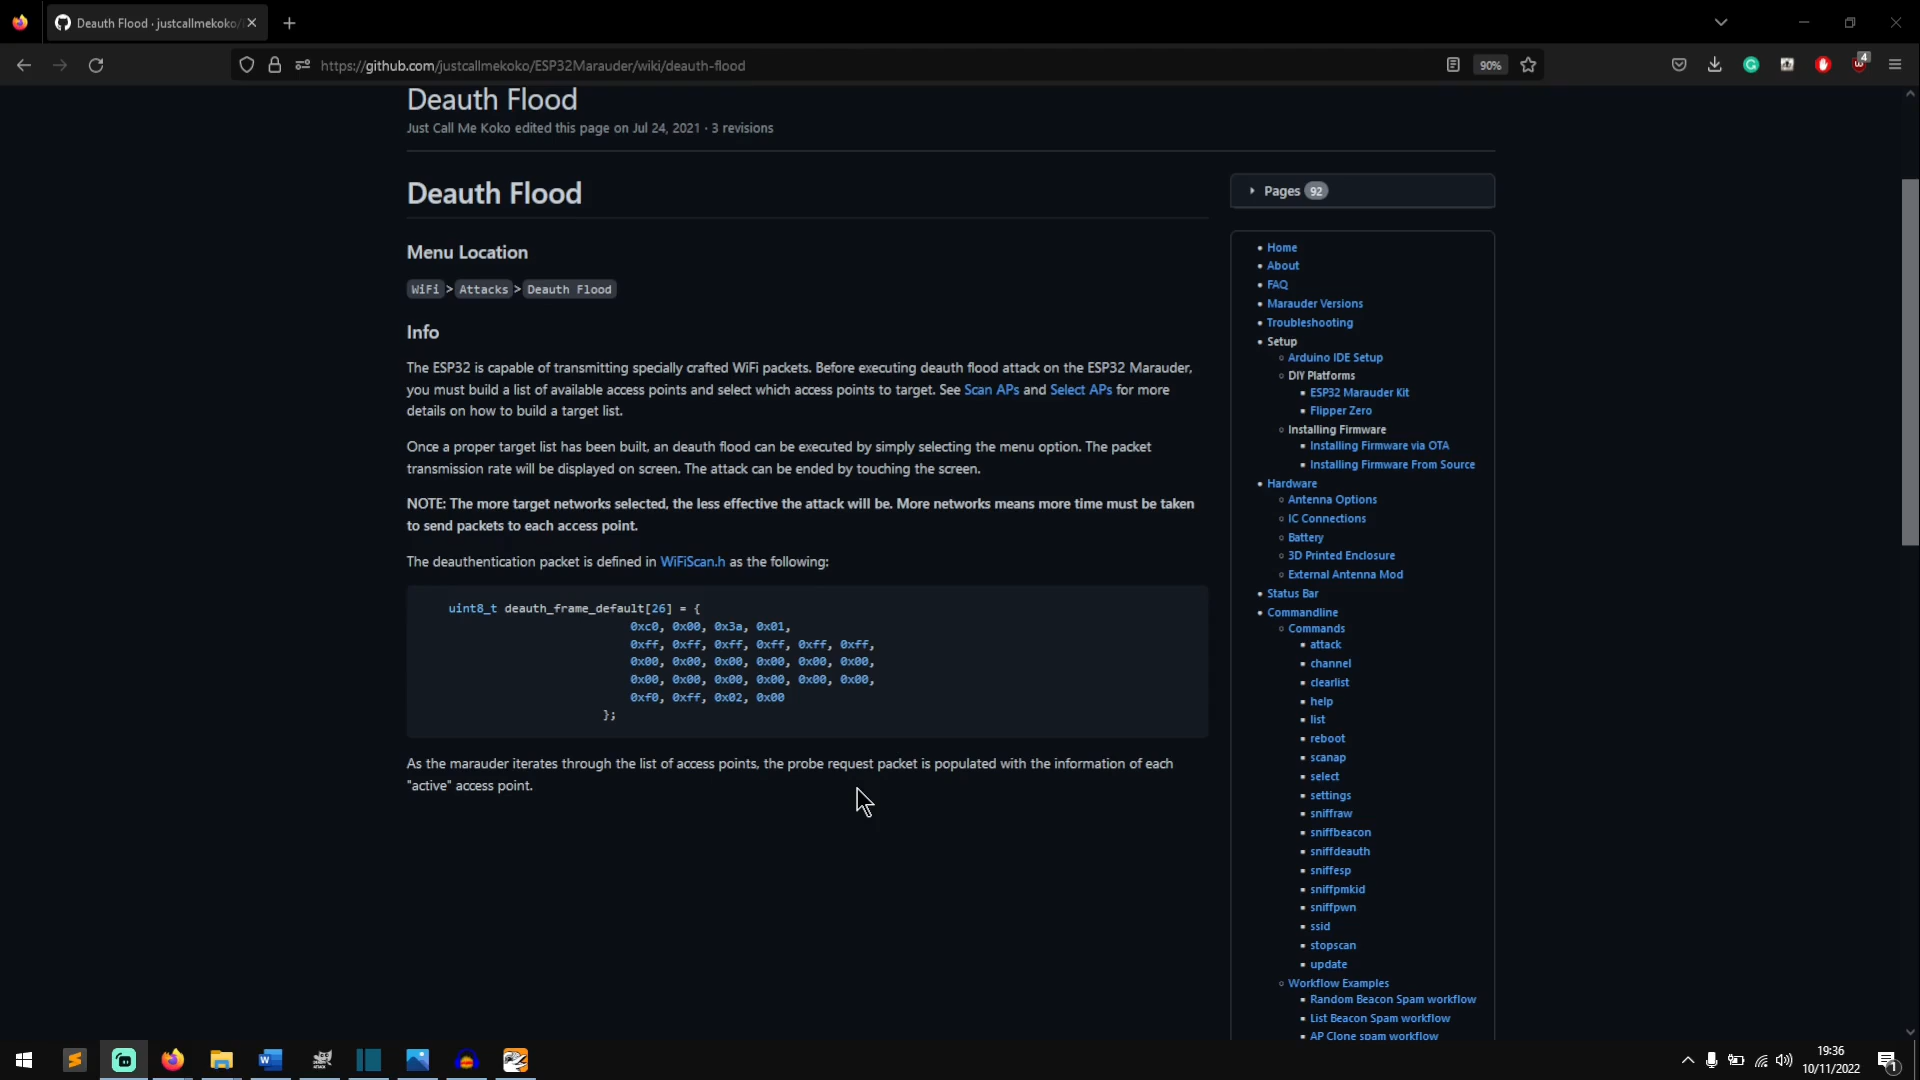 Deauth Flood · justcallmekoko/
https://github.com/justcallmekoko/ESP32Marauder/wiki/deauth-flood
90%
4
Deauth Flood
Just Call Me Koko edited this page on Jul 24, 2021 · 3 revisions
Deauth Flood
Menu Location
WiFi > Attacks > Deauth Flood
Info
The ESP32 is capable of transmitting specially crafted WiFi packets. Before executing deauth flood attack on the ESP32 Marauder,
you must build a list of available access points and select which access points to target. See Scan APs and Select APs for more
details on how to build a target list.
Once a proper target list has been built, an deauth flood can be executed by simply selecting the menu option. The packet
transmission rate will be displayed on screen. The attack can be ended by touching the screen.
NOTE: The more target networks selected, the less effective the attack will be. More networks means more time must be taken
to send packets to each access point.
The deauthentication packet is defined in WiFiScan.h as the following:
uint8_t deauth_frame_default[26] = {
0xc0, 0x00, 0x3a, 0x01,
0xff, 0xff, 0xff, 0xff, 0xff, 0xff,
0x00, 0x00, 0x00, 0x00, 0x00, 0x00,
0x00, 0x00, 0x00, 0x00, 0x00, 0x00,
0xf0, 0xff, 0x02, 0x00
};
As the marauder iterates through the list of access points, the probe request packet is populated with the information of each
"active" access point.
Pages 92
Home
About
FAQ
Marauder Versions
Troubleshooting
Setup
Arduino IDE Setup
DIY Platforms
ESP32 Marauder Kit
Flipper Zero
Installing Firmware
Installing Firmware via OTA
Installing Firmware From Source
Hardware
Antenna Options
IC Connections
Battery
3D Printed Enclosure
External Antenna Mod
Status Bar
Commandline
Commands
attack
channel
clearlist
help
list
reboot
scanap
select
settings
sniffraw
sniffbeacon
sniffdeauth
sniffesp
sniffpmkid
sniffpwn
ssid
stopscan
update
Workflow Examples
Random Beacon Spam workflow
List Beacon Spam workflow
AP Clone spam workflow
19:36
10/11/2022
1